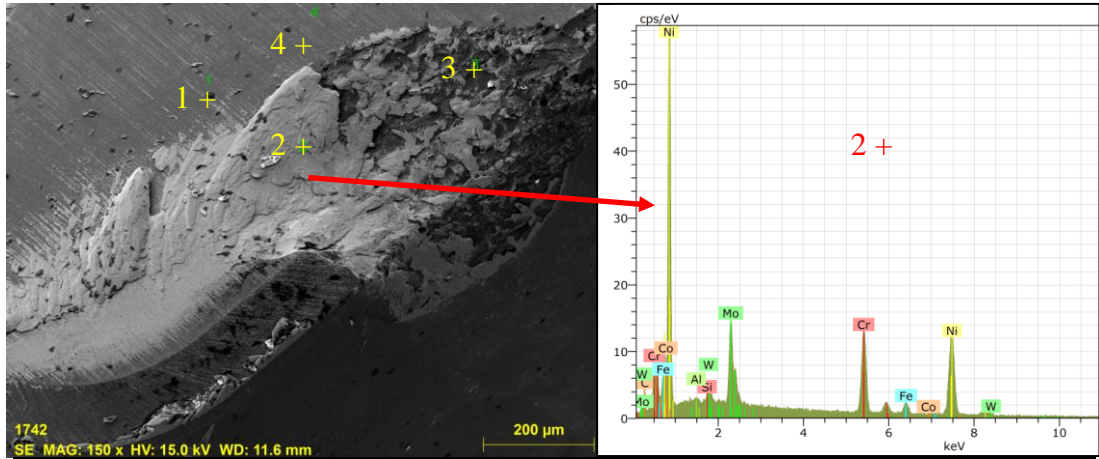 4 +
3 +
1 +
2 +
1742
SE MAG: 150 x HV: 15.0 kV WD: 11.6 mm
200 µm
cps/eV
Ni
50
40
30
20
10
0
2 +
Mo
Cr
Ni
Co
Cr
Fe
W
C
Mo
W
Al
Si
Fe
Co
W
2
4
6
8
10
keV